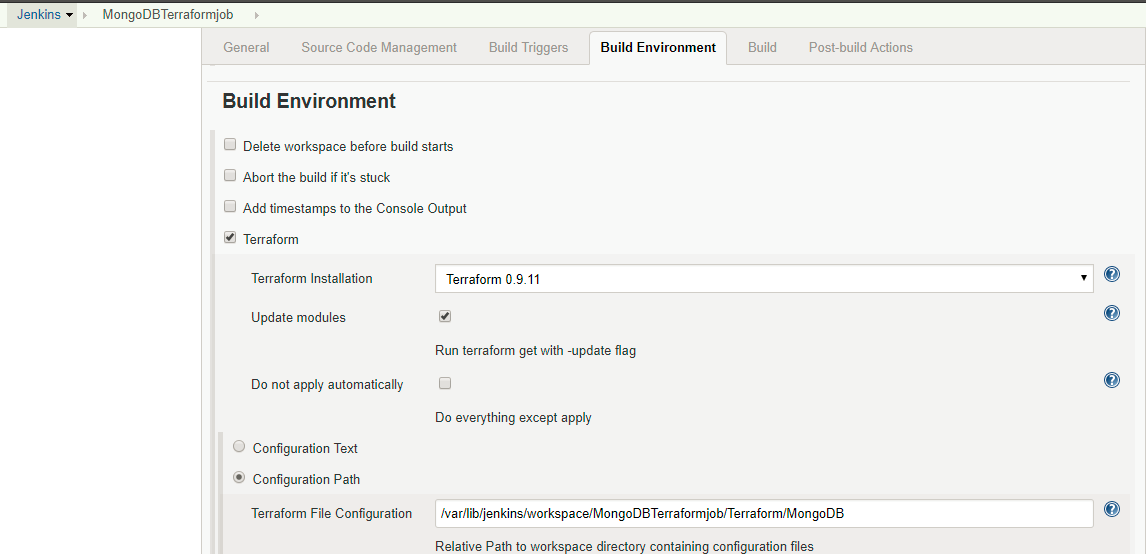 Jenkins MongoDBTerraformjob
General Source Code Management Build Triggers Build Environment Build Post-build Actions
Build Environment
Delete workspace before build starts
Abort the build if it's stuck
Add timestamps to the Console Output
Terraform
Terraform Installation Terraform 0.9.11
Update modules
Run terraform get with -update flag
Do not apply automatically
Do everything except apply
Configuration Text
Configuration Path
Terraform File Configuration /var/lib/jenkins/workspace/MongoDBTerraformjob/Terraform/MongoDB
Relative Path to workspace directory containing configuration files